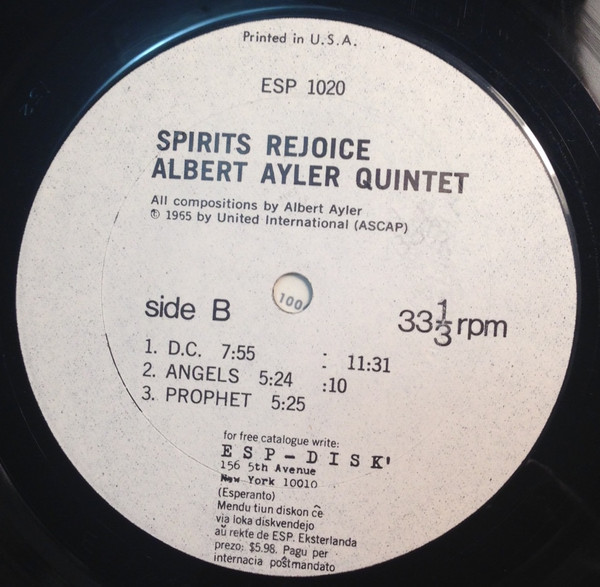 Printed in U.S.A.
ESP 1020
SPIRITS REJOICE
ALBERT AYLER QUINTET
All compositions by Albert Ayler
© 1965 by United International (ASCAP)
100
side B
33 1/3 rpm
1. D.C. 7:55 : 11:31
2. ANGELS 5:24 :10
3. PROPHET 5:25
for free catalogue write:
ESP-DISK'
156 5th Avenue
New York 10010
(Esperanto)
Mendu tiun diskon ĉe
via loka diskvendejo
aŭ rekte de ESP. Eksterlanda
prezo; $5.98. Pagu per
internacia poŝtmandato